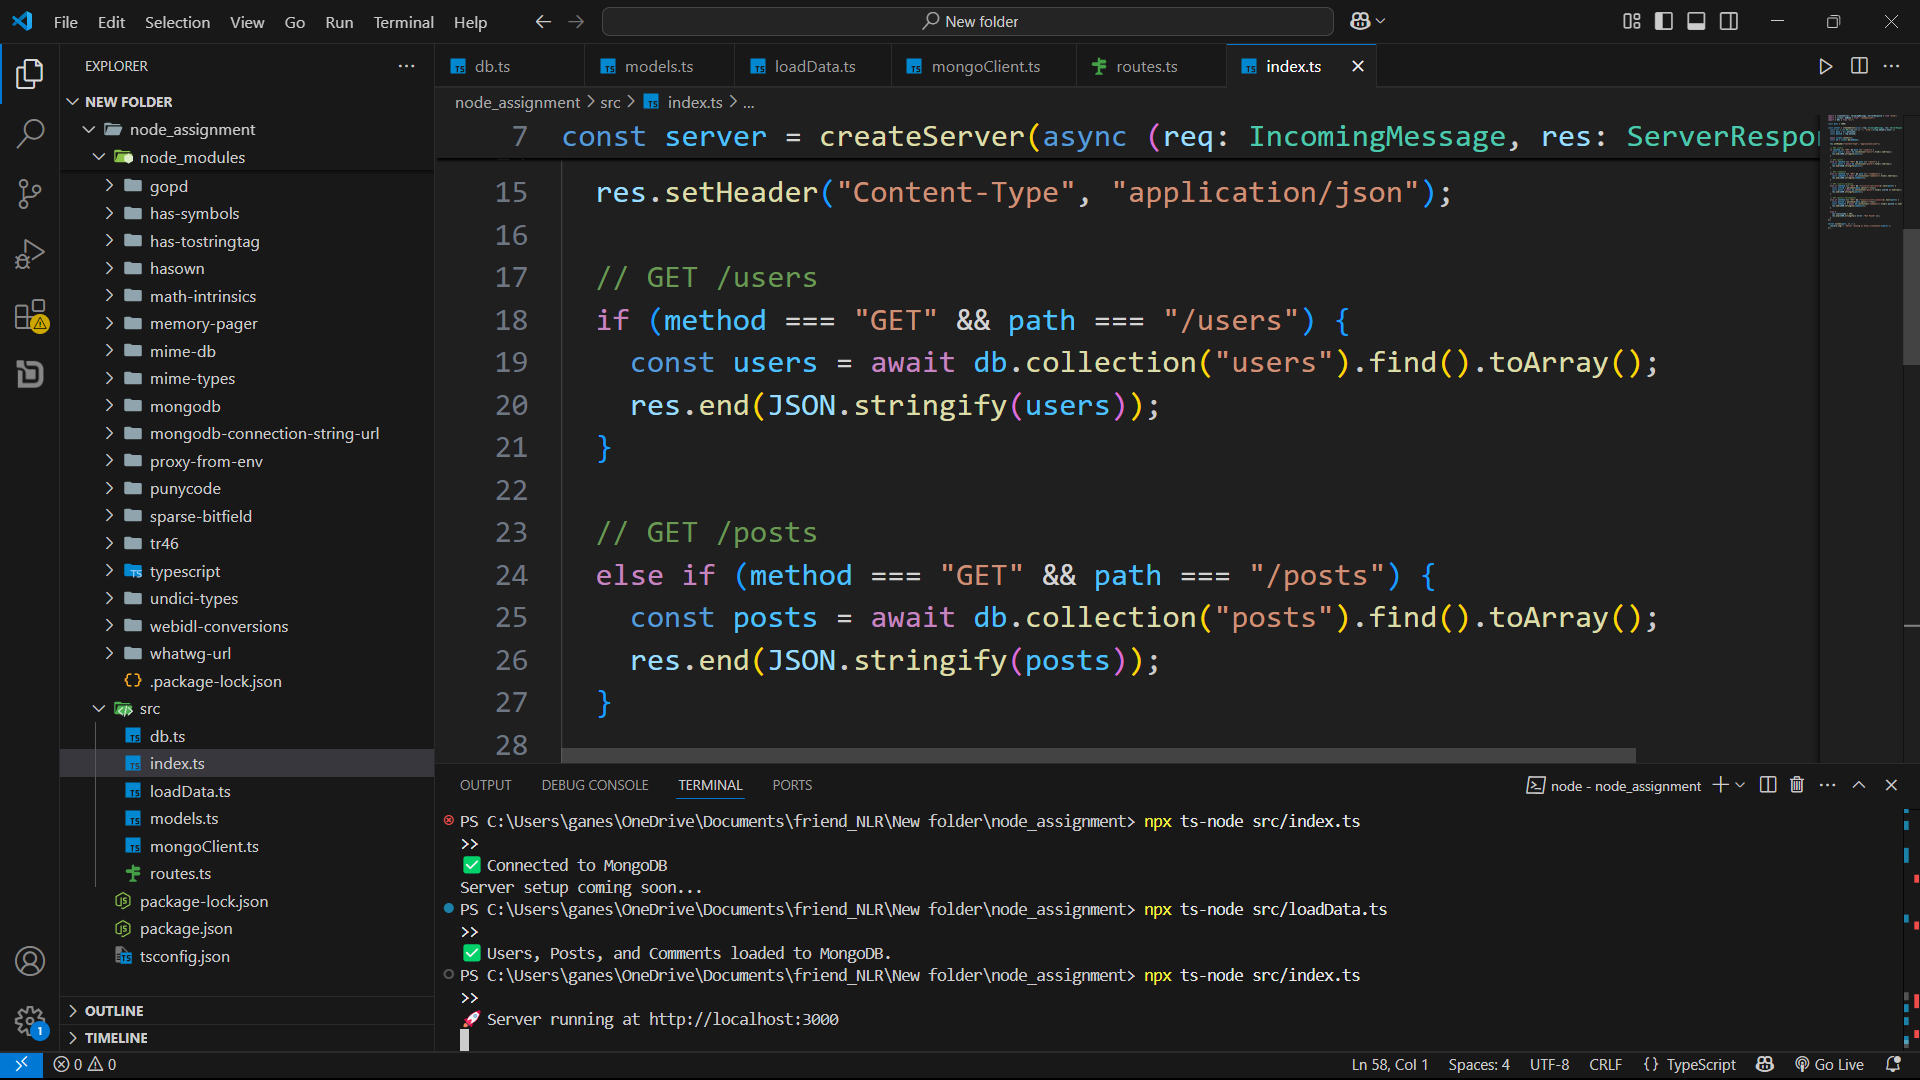 File Edit Selection View Go Run Terminal Help
New folder
EXPLORER
NEW FOLDER
node_assignment
node_modules
gopd
has-symbols
has-tostringtag
hasown
math-intrinsics
memory-pager
mime-db
mime-types
mongodb
mongodb-connection-string-url
proxy-from-env
punycode
sparse-bitfield
tr46
typescript
undici-types
webidl-conversions
whatwg-url
.package-lock.json
src
db.ts
index.ts
loadData.ts
models.ts
mongoClient.ts
routes.ts
package-lock.json
package.json
tsconfig.json
OUTLINE
TIMELINE
db.ts models.ts loadData.ts mongoClient.ts routes.ts index.ts
node_assignment > src > index.ts > ...
7 const server = createServer(async (req: IncomingMessage, res: ServerRespo
15 res.setHeader("Content-Type", "application/json");
16
17 // GET /users
18 if (method === "GET" && path === "/users") {
19 const users = await db.collection("users").find().toArray();
20 res.end(JSON.stringify(users));
21 }
22
23 // GET /posts
24 else if (method === "GET" && path === "/posts") {
25 const posts = await db.collection("posts").find().toArray();
26 res.end(JSON.stringify(posts));
27 }
28
OUTPUT DEBUG CONSOLE TERMINAL PORTS
node - node_assignment
PS C:\Users\ganes\OneDrive\Documents\friend_NLR\New folder\node_assignment> npx ts-node src/index.ts
>>
✅ Connected to MongoDB
Server setup coming soon...
PS C:\Users\ganes\OneDrive\Documents\friend_NLR\New folder\node_assignment> npx ts-node src/loadData.ts
>>
✅ Users, Posts, and Comments loaded to MongoDB.
PS C:\Users\ganes\OneDrive\Documents\friend_NLR\New folder\node_assignment> npx ts-node src/index.ts
>>
🚀 Server running at http://localhost:3000
1
0 0
Ln 58, Col 1 Spaces: 4 UTF-8 CRLF {} TypeScript Go Live